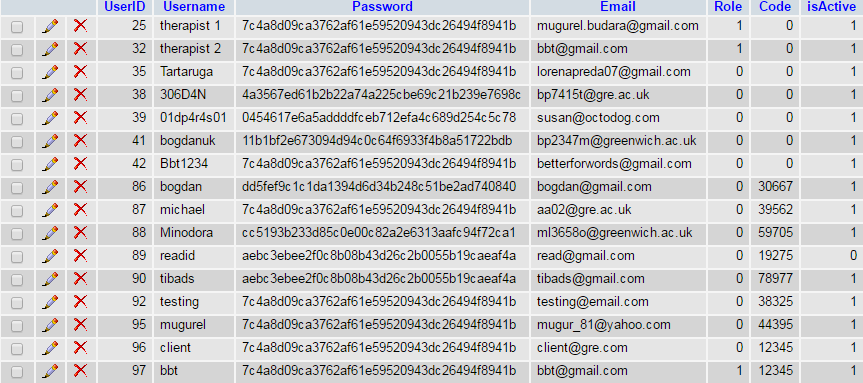 UserID Username Password Email Role Code isActive
25 therapist 1 7c4a8d09ca3762af61e59520943dc26494f8941b mugurel.budara@gmail.com 1 0 1
32 therapist 2 7c4a8d09ca3762af61e59520943dc26494f8941b bbt@gmail.com 1 0 1
35 Tartaruga 7c4a8d09ca3762af61e59520943dc26494f8941b lorenapreda07@gmail.com 0 0 1
38 306D4N 4a3567ed61b2b22a74a225cbe69c21b239e7698c bp7415t@gre.ac.uk 0 0 1
39 01dp4r4s01 0454617e6a5addddfceb712efa4c689d254c5c78 susan@octodog.com 0 0 1
41 bogdanuk 11b1bf2e673094d94c0c64f6933f4b8a51722bdb bp2347m@greenwich.ac.uk 0 0 1
42 Bbt1234 7c4a8d09ca3762af61e59520943dc26494f8941b betterforwords@gmail.com 0 0 1
86 bogdan dd5fef9c1c1da1394d6d34b248c51be2ad740840 bogdan@gmail.com 0 30667 1
87 michael 7c4a8d09ca3762af61e59520943dc26494f8941b aa02@gre.ac.uk 0 39562 1
88 Minodora cc5193b233d85c0e00c82a2e6313aafc94f72ca1 ml3658o@greenwich.ac.uk 0 59705 1
89 readid aebc3ebee2f0c8b08b43d26c2b0055b19caeaf4a read@gmail.com 0 19275 0
90 tibads aebc3ebee2f0c8b08b43d26c2b0055b19caeaf4a tibads@gmail.com 0 78977 1
92 testing 7c4a8d09ca3762af61e59520943dc26494f8941b testing@email.com 0 38325 1
95 mugurel 7c4a8d09ca3762af61e59520943dc26494f8941b mugur_81@yahoo.com 0 44395 1
96 client 7c4a8d09ca3762af61e59520943dc26494f8941b client@gre.com 0 12345 1
97 bbt 7c4a8d09ca3762af61e59520943dc26494f8941b bbt@gmail.com 1 12345 1